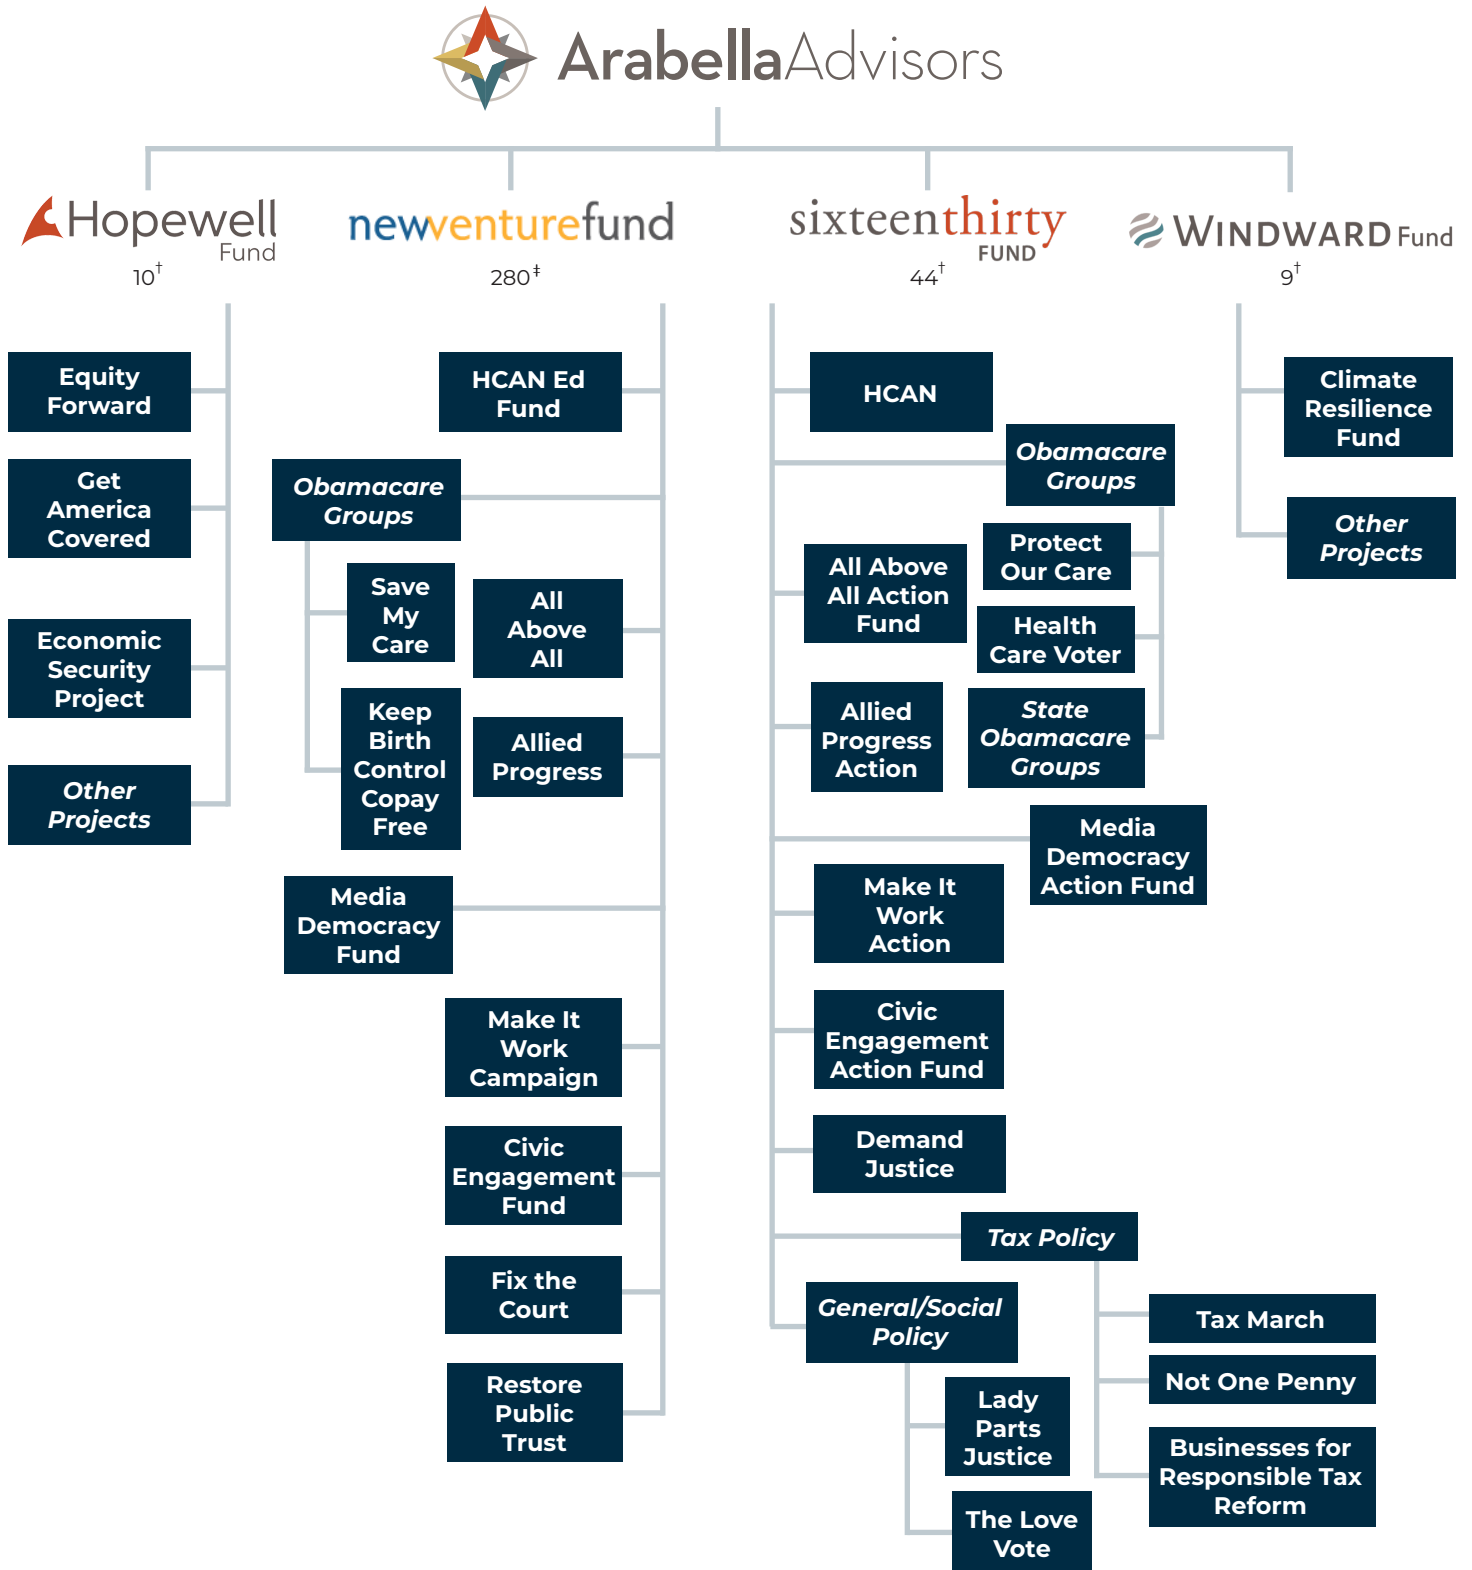 ArabellaAdvisors
Hopewell
Fund
10†
newventurefund
280‡
sixteenthirty
FUND
44†
WINDWARD Fund
9†
Equity
Forward
Get
America
Covered
Economic
Security
Project
Other
Projects
HCAN Ed
Fund
Obamacare
Groups
Save
My
Care
Keep
Birth
Control
Copay
Free
All
Above
All
Allied
Progress
Media
Democracy
Fund
Make It
Work
Campaign
Civic
Engagement
Fund
Fix the
Court
Restore
Public
Trust
HCAN
Obamacare
Groups
Protect
Our Care
Health
Care Voter
State
Obamacare
Groups
All Above
All Action
Fund
Allied
Progress
Action
Media
Democracy
Action Fund
Make It
Work
Action
Civic
Engagement
Action Fund
Demand
Justice
Tax Policy
Tax March
Not One Penny
Businesses for
Responsible Tax
Reform
General/Social
Policy
Lady
Parts
Justice
The Love
Vote
Climate
Resilience
Fund
Other
Projects